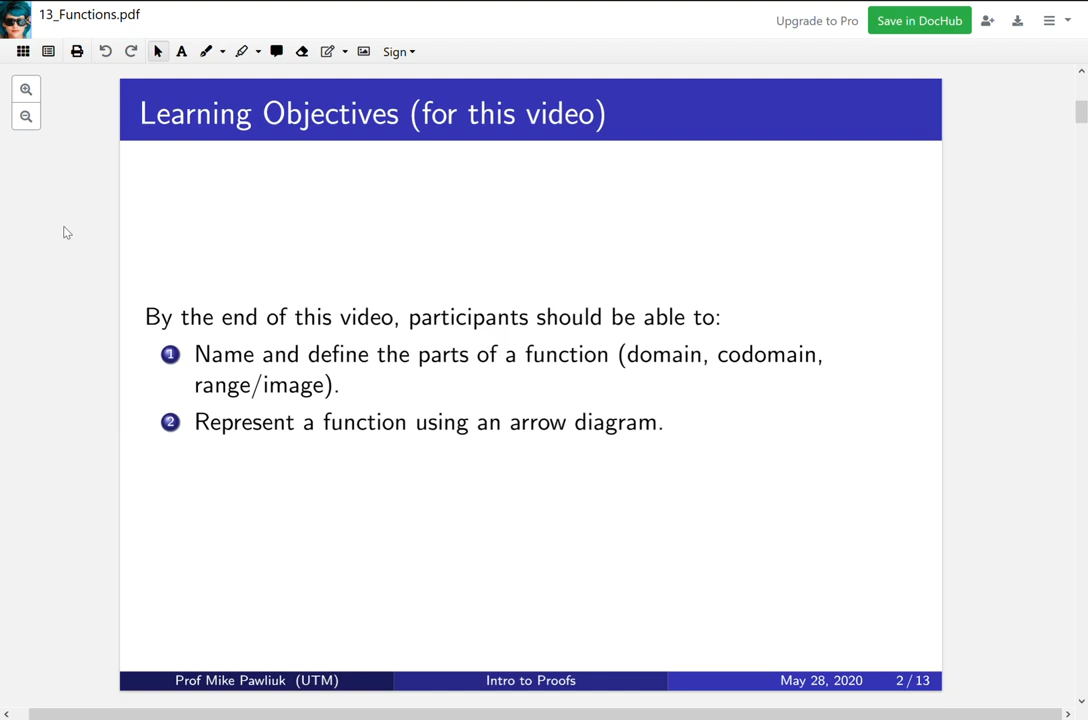 13_Functions.pdf
Upgrade to Pro
Save in DocHub
A
Sign
Learning Objectives (for this video)
By the end of this video, participants should be able to:
1 Name and define the parts of a function (domain, codomain,
range/image).
2 Represent a function using an arrow diagram.
Prof Mike Pawliuk (UTM) Intro to Proofs May 28, 2020 2 / 13